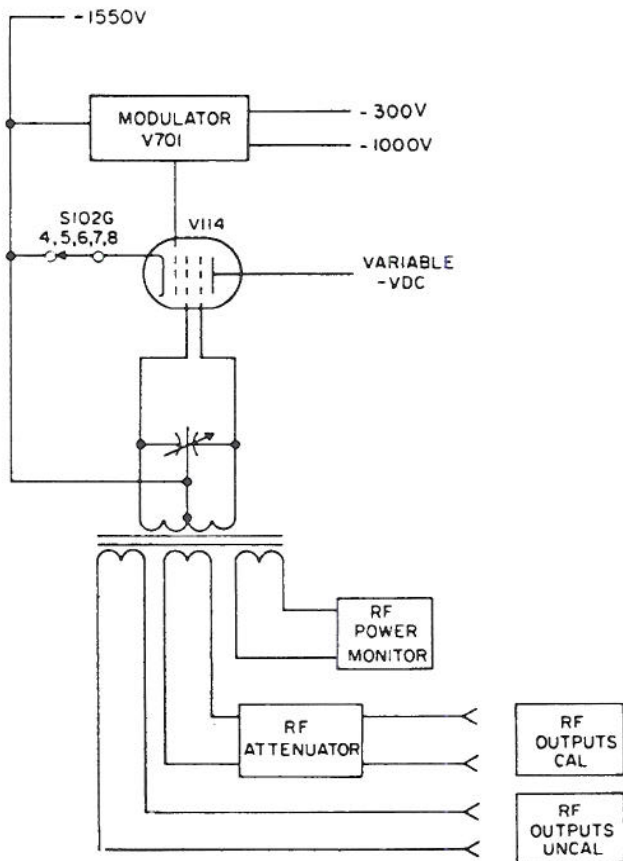 -1550V
MODULATOR
V701
-300V
-1000V
S102G
4,5,6,7,8
V114
VARIABLE
-VDC
RF
POWER
MONITOR
RF
ATTENUATOR
RF
OUTPUTS
CAL
RF
OUTPUTS
UNCAL